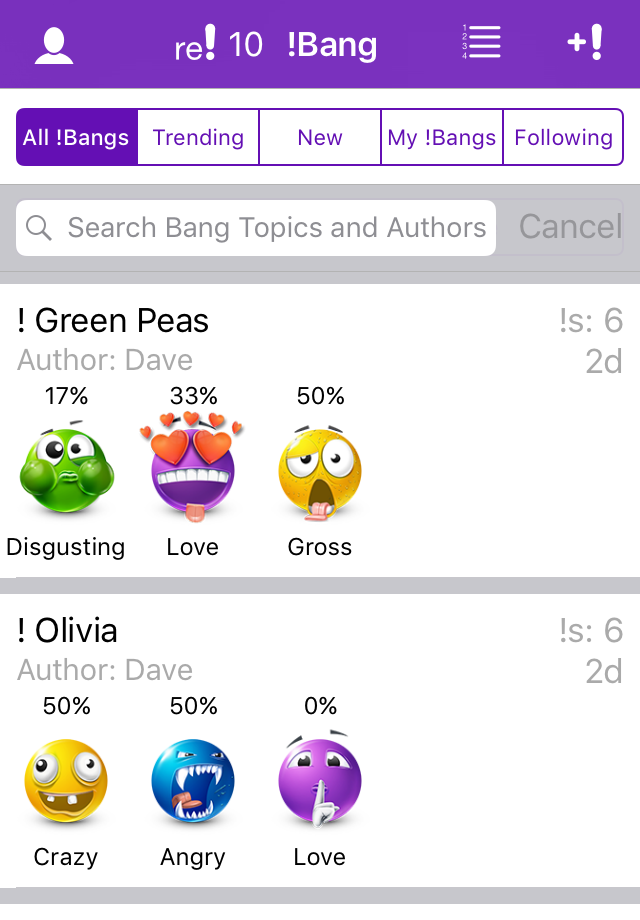 re! 10 !Bang
1
2
3
4
+!
All !Bangs Trending New My !Bangs Following
Search Bang Topics and Authors Cancel
! Green Peas !s: 6
Author: Dave 2d
17% 33% 50%
Disgusting Love Gross
! Olivia !s: 6
Author: Dave 2d
50% 50% 0%
Crazy Angry Love